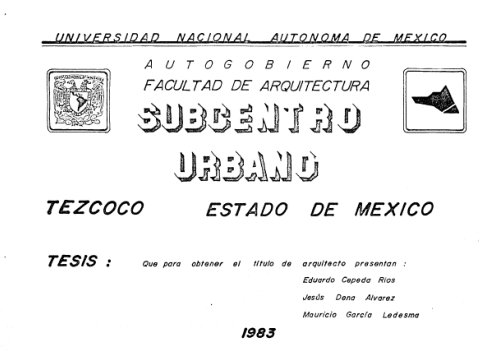 UNIVERSIDAD NACIONAL AUTONOMA DE MEXICO
AUTOGOBIERNO
FACULTAD DE ARQUITECTURA
SUBCENTRO
URBANO
TEZCOCO ESTADO DE MEXICO
TESIS : Que para obtener el título de arquitecto presentan :
Eduardo Cepeda Rios
Jesús Dena Alvarez
Mauricio García Ledesma
1983